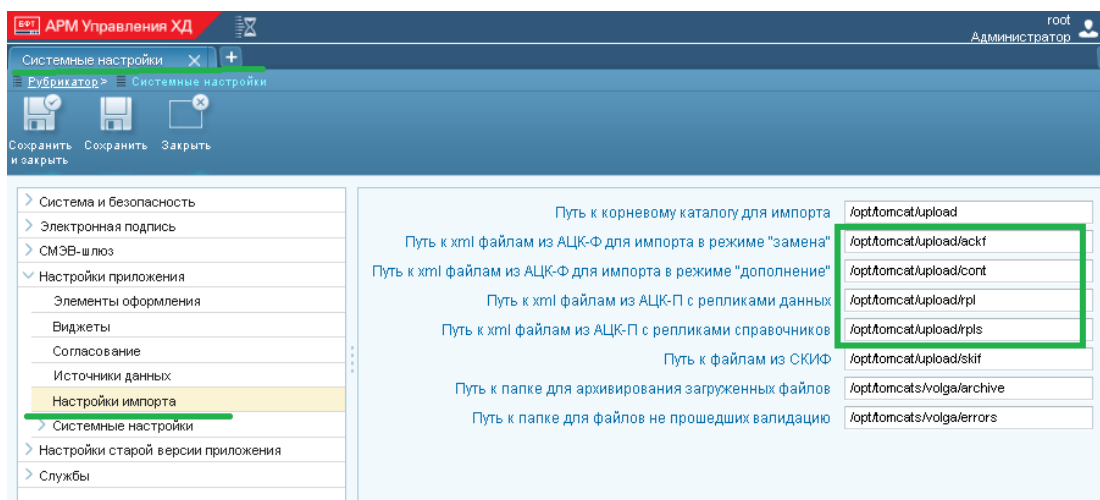 БФТ АРМ Управления ХД
root
Администратор
Системные настройки
Рубрикатор> Системные настройки
Сохранить и закрыть
Сохранить
Закрыть
Система и безопасность
Электронная подпись
СМЭВ-шлюз
Настройки приложения
Элементы оформления
Виджеты
Согласование
Источники данных
Настройки импорта
Системные настройки
Настройки старой версии приложения
Службы
Путь к корневому каталогу для импорта /opt/tomcat/upload
Путь к xml файлам из АЦК-Ф для импорта в режиме "замена" /opt/tomcat/upload/ackf
Путь к xml файлам из АЦК-Ф для импорта в режиме "дополнение" /opt/tomcat/upload/cont
Путь к xml файлам из АЦК-П с репликами данных /opt/tomcat/upload/rpl
Путь к xml файлам из АЦК-П с репликами справочников /opt/tomcat/upload/rpls
Путь к файлам из СКИФ /opt/tomcat/upload/skif
Путь к папке для архивирования загруженных файлов /opt/tomcats/volga/archive
Путь к папке для файлов не прошедших валидацию /opt/tomcats/volga/errors